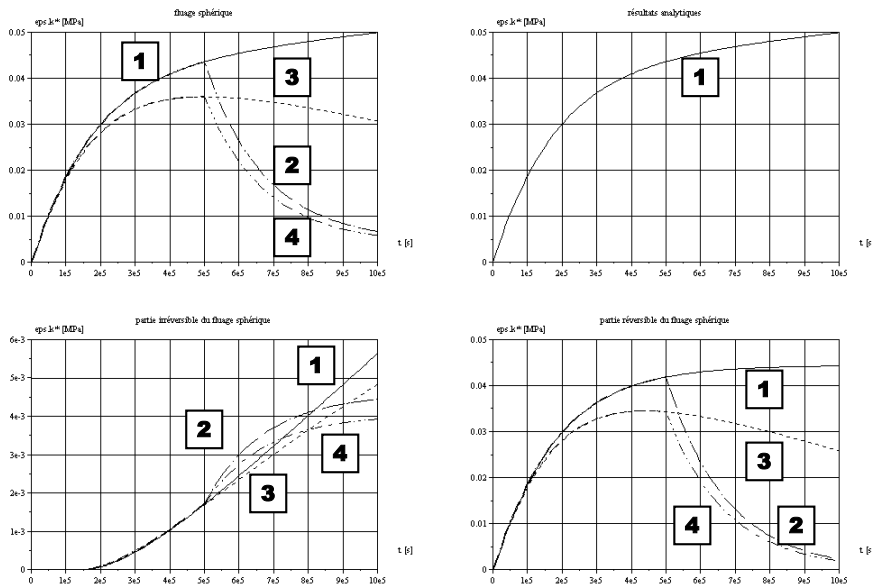 fluage sphérique
eps.k* [MPa]
0.05
0.04
0.03
0.02
0.01
0
0 1e5 2e5 3e5 4e5 5e5 6e5 7e5 8e5 9e5 10e5
t [s]
1
3
2
4
résultats analytiques
eps.k* [MPa]
0.05
0.04
0.03
0.02
0.01
0
0 1e5 2e5 3e5 4e5 5e5 6e5 7e5 8e5 9e5 10e5
t [s
1
partie irréversible du fluage sphérique
eps.k* [MPa]
6e-3
5e-3
4e-3
3e-3
2e-3
1e-3
0
0 1e5 2e5 3e5 4e5 5e5 6e5 7e5 8e5 9e5 10e5
t [s]
1
2
4
3
partie réversible du fluage sphérique
eps.k* [MPa]
0.05
0.04
0.03
0.02
0.01
0
0 1e5 2e5 3e5 4e5 5e5 6e5 7e5 8e5 9e5 10e5
t [s
1
3
4
2